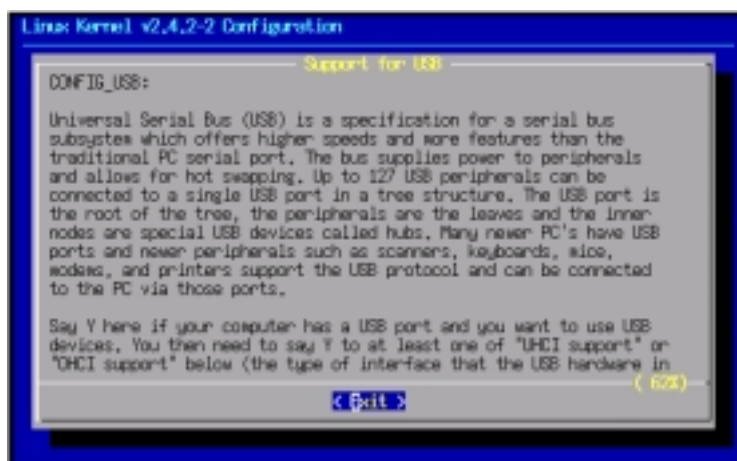 Linux Kernel v2.4.2-2 Configuration
Support for USB
CONFIG_USB:
Universal Serial Bus (USB) is a specification for a serial bus
subsystem which offers higher speeds and more features than the
traditional PC serial port. The bus supplies power to peripherals
and allows for hot swapping. Up to 127 USB peripherals can be
connected to a single USB port in a tree structure. The USB port is
the root of the tree, the peripherals are the leaves and the inner
nodes are special USB devices called hubs. Many newer PC's have USB
ports and newer peripherals such as scanners, keyboards, mice,
modems, and printers support the USB protocol and can be connected
to the PC via those ports.
Say Y here if your computer has a USB port and you want to use USB
devices. You then need to say Y to at least one of "UHCI support" or
"OHCI support" below (the type of interface that the USB hardware in
( 62%)
< Exit >